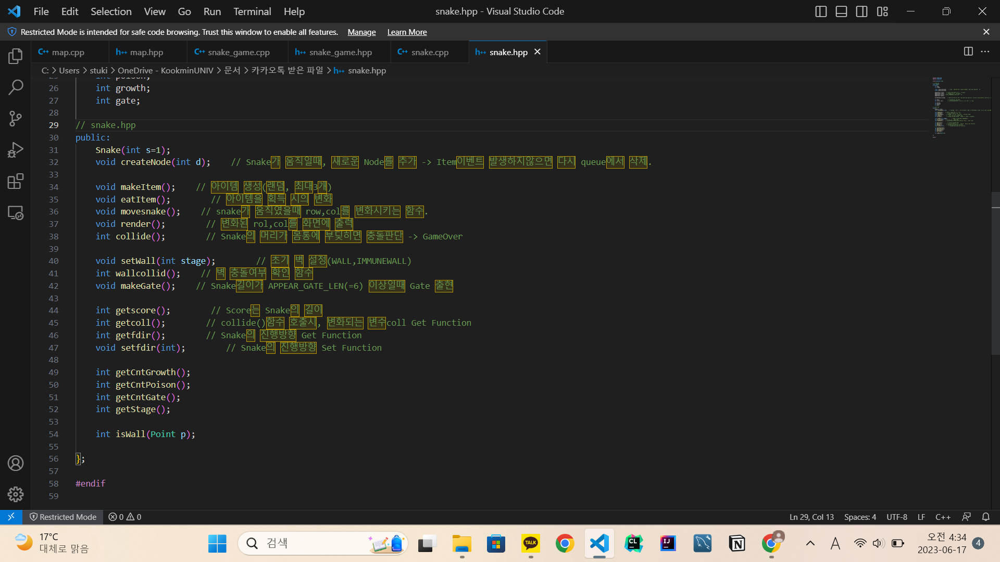 File Edit Selection View Go Run Terminal Help
snake.hpp - Visual Studio Code
Restricted Mode is intended for safe code browsing. Trust this window to enable all features. Manage Learn More
map.cpp map.hpp snake_game.cpp snake_game.hpp snake.cpp snake.hpp
C: > Users > stuki > OneDrive - KookminUNIV > 문서 > 카카오톡 받은 파일 > snake.hpp
25 int poison;
26 int growth;
27 int gate;
28
29 // snake.hpp
30 public:
31 Snake(int s=1);
32 void createNode(int d); // Snake가 움직일때, 새로운 Node를 추가 -> Item이벤트 발생하지않으면 다시 queue에서 삭제.
33
34 void makeItem(); // 아이템 생성(랜덤, 최대3개)
35 void eatItem(); // 아이템을 획득 시의 변화
36 void movesnake(); // snake가 움직였을때 row,col를 변화시키는 함수.
37 void render(); // 변화된 rol,col를 화면에 출력
38 int collide(); // Snake의 머리가 몸통에 부딪히면 충돌판단 -> GameOver
39
40 void setWall(int stage); // 초기 벽 설정(WALL,IMMUNEWALL)
41 int wallcollid(); // 벽 충돌여부 확인 함수
42 void makeGate(); // Snake길이가 APPEAR_GATE_LEN(=6) 이상일때 Gate 출현
43
44 int getscore(); // Score는 Snake의 길이
45 int getcoll(); // collide()함수 호출시, 변화되는 변수coll Get Function
46 int getfdir(); // Snake의 진행방향 Get Function
47 void setfdir(int); // Snake의 진행방향 Set Function
48
49 int getCntGrowth();
50 int getCntPoison();
51 int getCntGate();
52 int getStage();
53
54 int isWall(Point p);
55
56 };
57
58 #endif
59
Restricted Mode 0 0 Ln 29, Col 13 Spaces: 4 UTF-8 LF C++
17°C
대체로 맑음
검색
TALK
CL
IJ
N
A
오전 4:34
2023-06-17
4